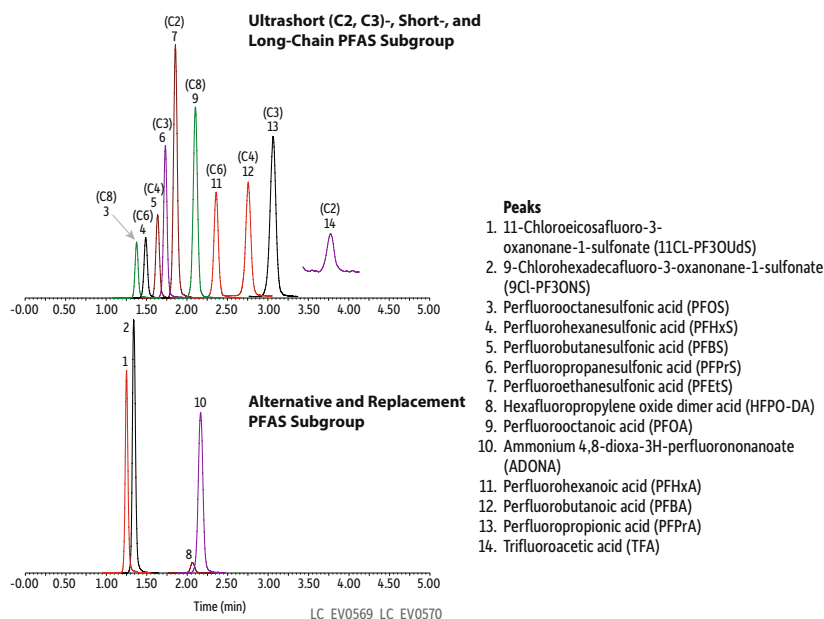 Ultrashort (C2, C3)-, Short-, and
Long-Chain PFAS Subgroup
(C8)
3
(C6)
4
(C4)
5
(C3)
6
(C2)
7
(C8)
9
(C6)
11
(C4)
12
(C3)
13
(C2)
14
-0.00 0.50 1.00 1.50 2.00 2.50 3.00 3.50 4.00 4.50 5.00
Alternative and Replacement
PFAS Subgroup
1
2
8
10
-0.00 0.50 1.00 1.50 2.00 2.50 3.00 3.50 4.00 4.50 5.00
Time (min)
LC_EV0569_LC_EV0570
Peaks
1. 11-Chloroeicosafluoro-3-
oxanonane-1-sulfonate (11CL-PF3OUdS)
2. 9-Chlorohexadecafluoro-3-oxanonane-1-sulfonate
(9Cl-PF3ONS)
3. Perfluorooctanesulfonic acid (PFOS)
4. Perfluorohexanesulfonic acid (PFHxS)
5. Perfluorobutanesulfonic acid (PFBS)
6. Perfluoropropanesulfonic acid (PFPrS)
7. Perfluoroethanesulfonic acid (PFEtS)
8. Hexafluoropropylene oxide dimer acid (HFPO-DA)
9. Perfluorooctanoic acid (PFOA)
10. Ammonium 4,8-dioxa-3H-perfluorononanoate
(ADONA)
11. Perfluorohexanoic acid (PFHxA)
12. Perfluorobutanoic acid (PFBA)
13. Perfluoropropionic acid (PFPrA)
14. Trifluoroacetic acid (TFA)